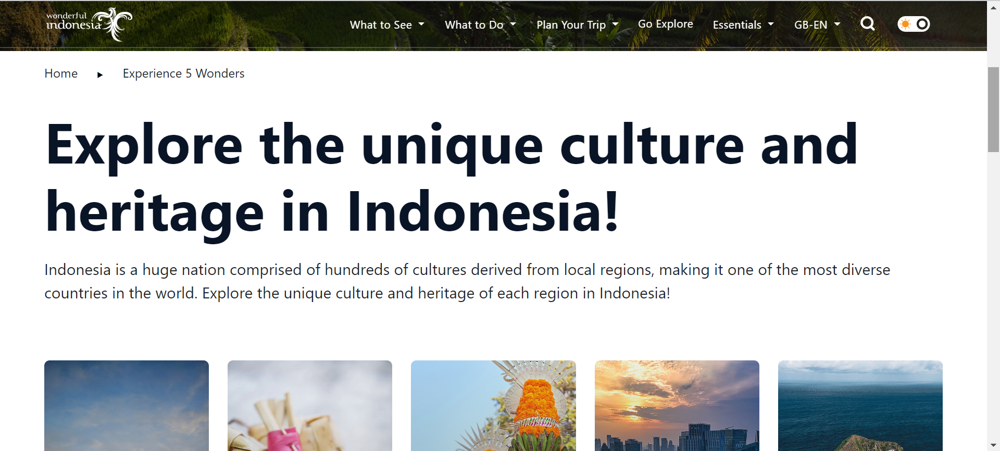 wonderful
indonesia
What to See
What to Do
Plan Your Trip
Go Explore
Essentials
GB-EN
Home
Experience 5 Wonders
Explore the unique culture and
heritage in Indonesia!
Indonesia is a huge nation comprised of hundreds of cultures derived from local regions, making it one of the most diverse
countries in the world. Explore the unique culture and heritage of each region in Indonesia!